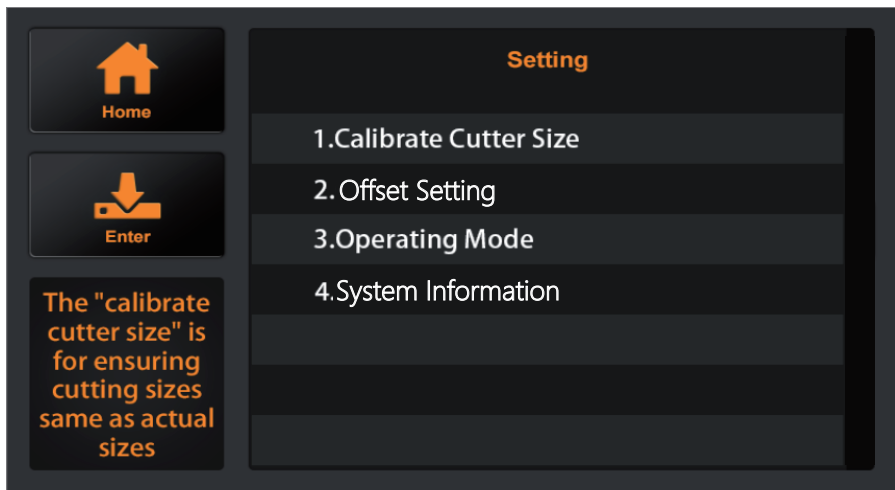 Home
Enter
The "calibrate
cutter size" is
for ensuring
cutting sizes
same as actual
sizes
Setting
1.Calibrate Cutter Size
2. Offset Setting
3.Operating Mode
4.System Information